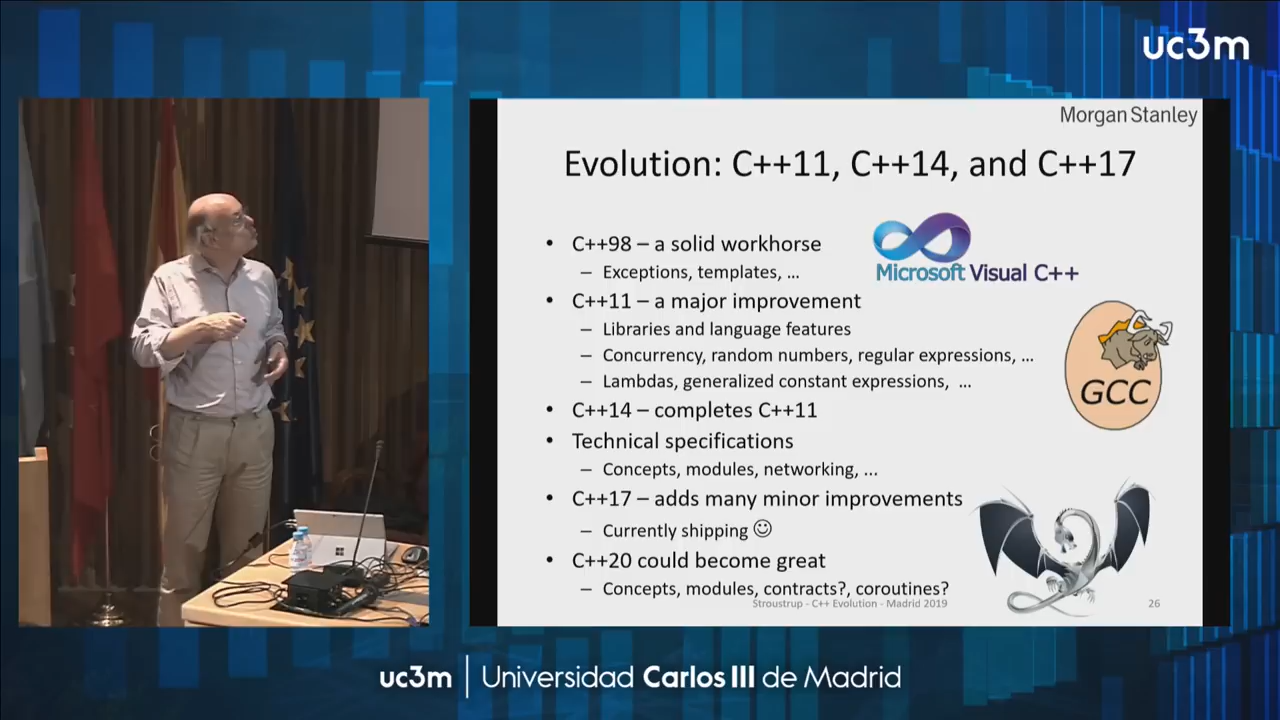 uc3m
Morgan Stanley
Evolution: C++11, C++14, and C++17
• C++98 – a solid workhorse
– Exceptions, templates, …
Microsoft Visual C++
• C++11 – a major improvement
– Libraries and language features
– Concurrency, random numbers, regular expressions, …
– Lambdas, generalized constant expressions, …
GCC
• C++14 – completes C++11
• Technical specifications
– Concepts, modules, networking, ...
• C++17 – adds many minor improvements
– Currently shipping ☺
• C++20 could become great
– Concepts, modules, contracts?, coroutines?
Stroustrup - C++ Evolution - Madrid 2019
26
uc3m | Universidad Carlos III de Madrid